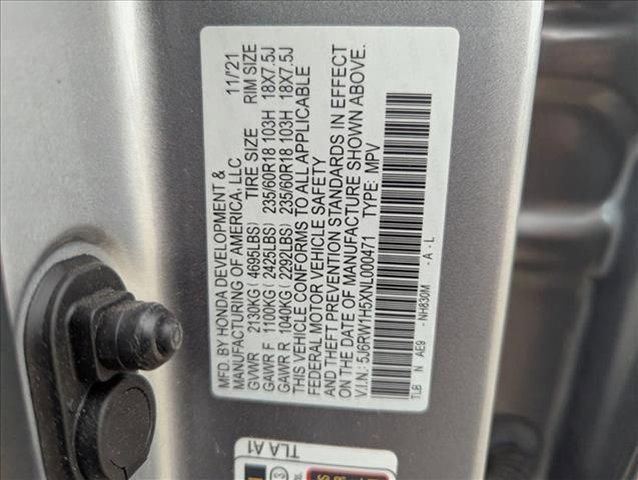 MFD. BY HONDA DEVELOPMENT &
MANUFACTURING OF AMERICA, LLC 11/21
GVWR 2130KG ( 4695LBS) TIRE SIZE RIM SIZE
GAWR F 1100KG ( 2425LBS) 235/60R18 103H 18X7.5J
GAWR R 1040KG ( 2292LBS) 235/60R18 103H 18X7.5J
THIS VEHICLE CONFORMS TO ALL APPLICABLE
FEDERAL MOTOR VEHICLE SAFETY
AND THEFT PREVENTION STANDARDS IN EFFECT
ON THE DATE OF MANUFACTURE SHOWN ABOVE.
V.I.N.: 5J6RW1H5XNL000471 TYPE: MPV
TLB N AE9 - NH830M - A - L
TLA A1